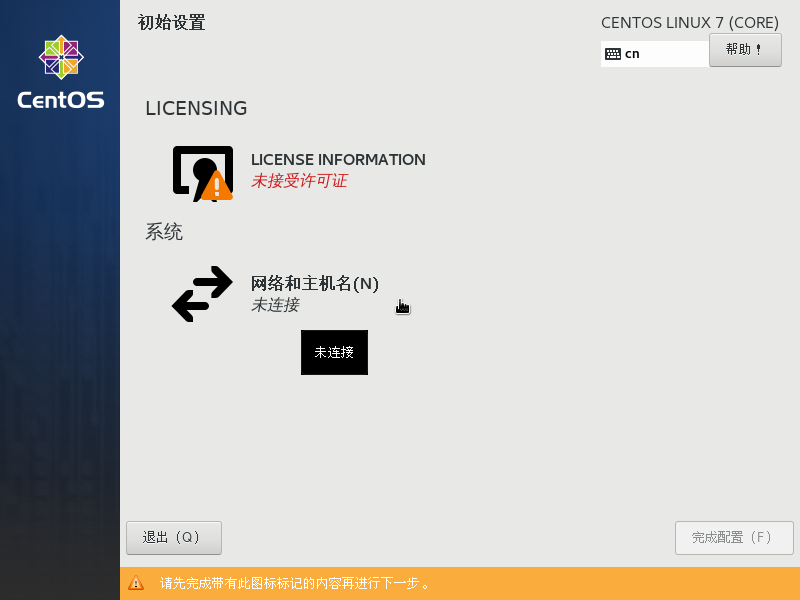 初始设置
CENTOS LINUX 7 (CORE)
cn
帮助！
CentOS
LICENSING
LICENSE INFORMATION
未接受许可证
系统
网络和主机名(N)
未连接
未连接
退出（Q）
完成配置（F）
请先完成带有此图标标记的内容再进行下一步。